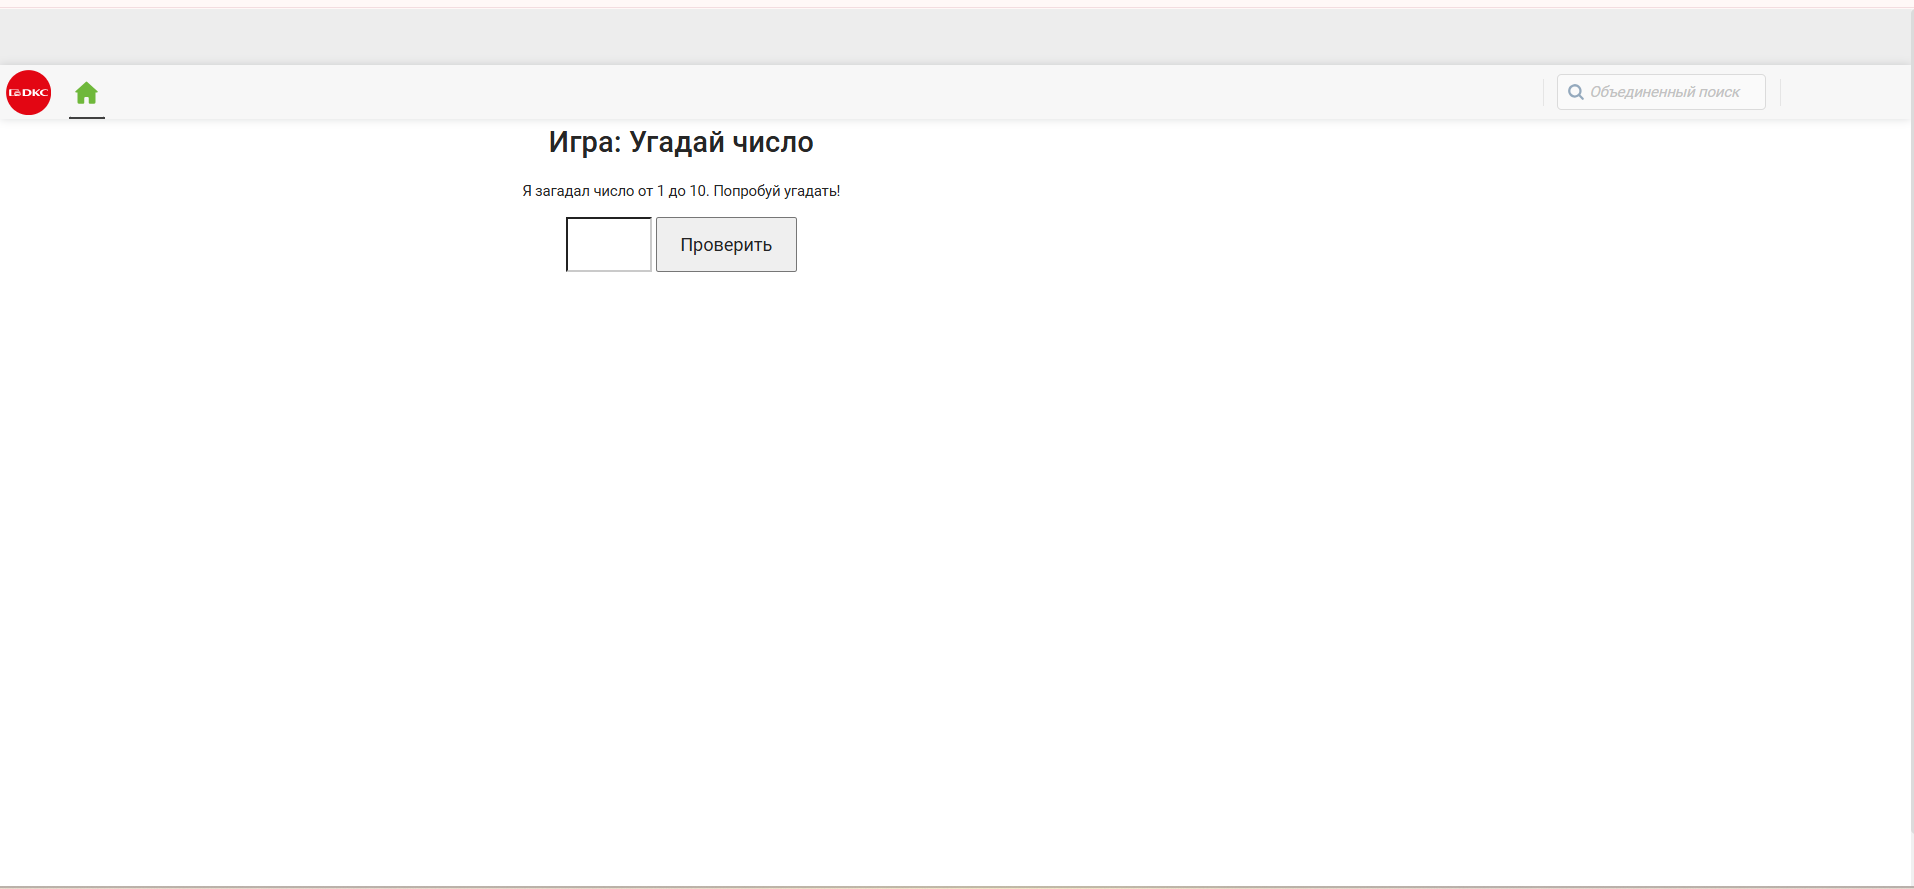 DKC
Объединенный поиск
Игра: Угадай число
Я загадал число от 1 до 10. Попробуй угадать!
Проверить